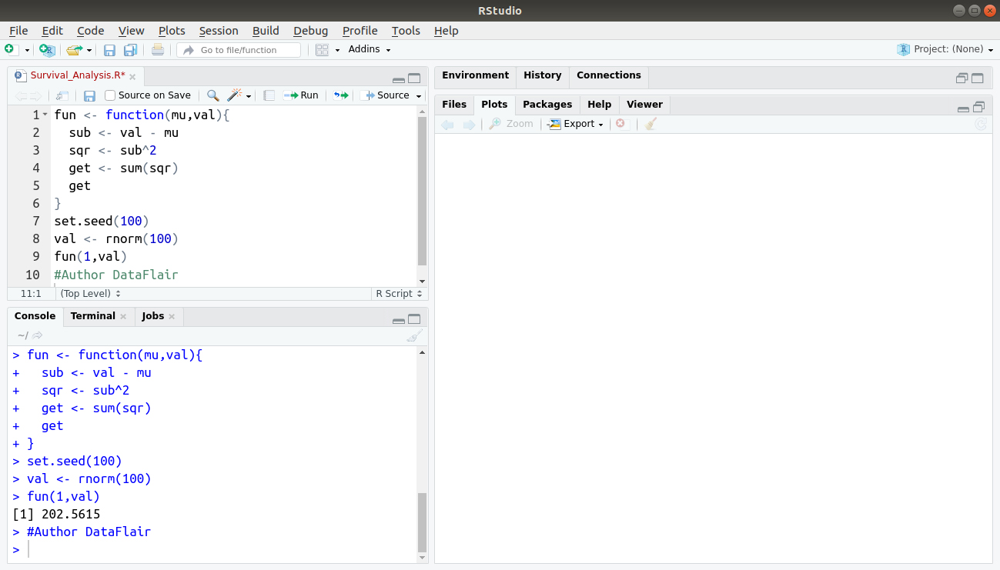 RStudio
File Edit Code View Plots Session Build Debug Profile Tools Help
Go to file/function Addins Project: (None)
Survival_Analysis.R*
Source on Save Run Source
1 fun <- function(mu,val){
2   sub <- val - mu
3   sqr <- sub^2
4   get <- sum(sqr)
5   get
6 }
7 set.seed(100)
8 val <- rnorm(100)
9 fun(1,val)
10 #Author DataFlair
11:1 (Top Level) R Script
Console Terminal Jobs
~/
> fun <- function(mu,val){
+   sub <- val - mu
+   sqr <- sub^2
+   get <- sum(sqr)
+   get
+ }
> set.seed(100)
> val <- rnorm(100)
> fun(1,val)
[1] 202.5615
> #Author DataFlair
>
Environment History Connections
Files Plots Packages Help Viewer
Zoom Export